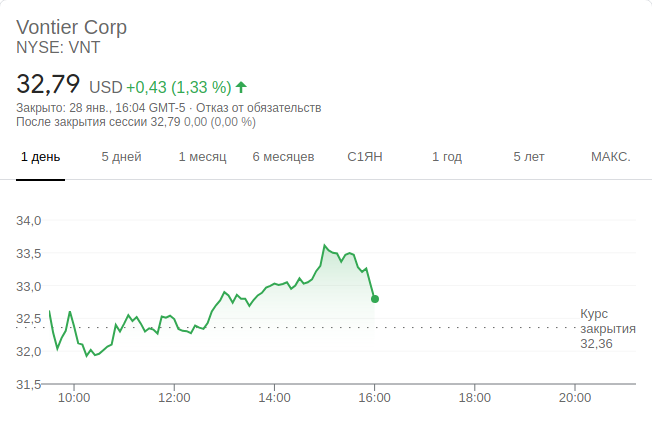 Vontier Corp
NYSE: VNT
32,79 USD +0,43 (1,33 %)
Закрыто: 28 янв., 16:04 GMT-5 · Отказ от обязательств
После закрытия сессии 32,79 0,00 (0,00 %)
1 день 5 дней 1 месяц 6 месяцев С1ЯН 1 год 5 лет МАКС.
34,0
33,5
33,0
32,5
32,0
31,5
Курс
закрытия
32,36
10:00 12:00 14:00 16:00 18:00 20:00